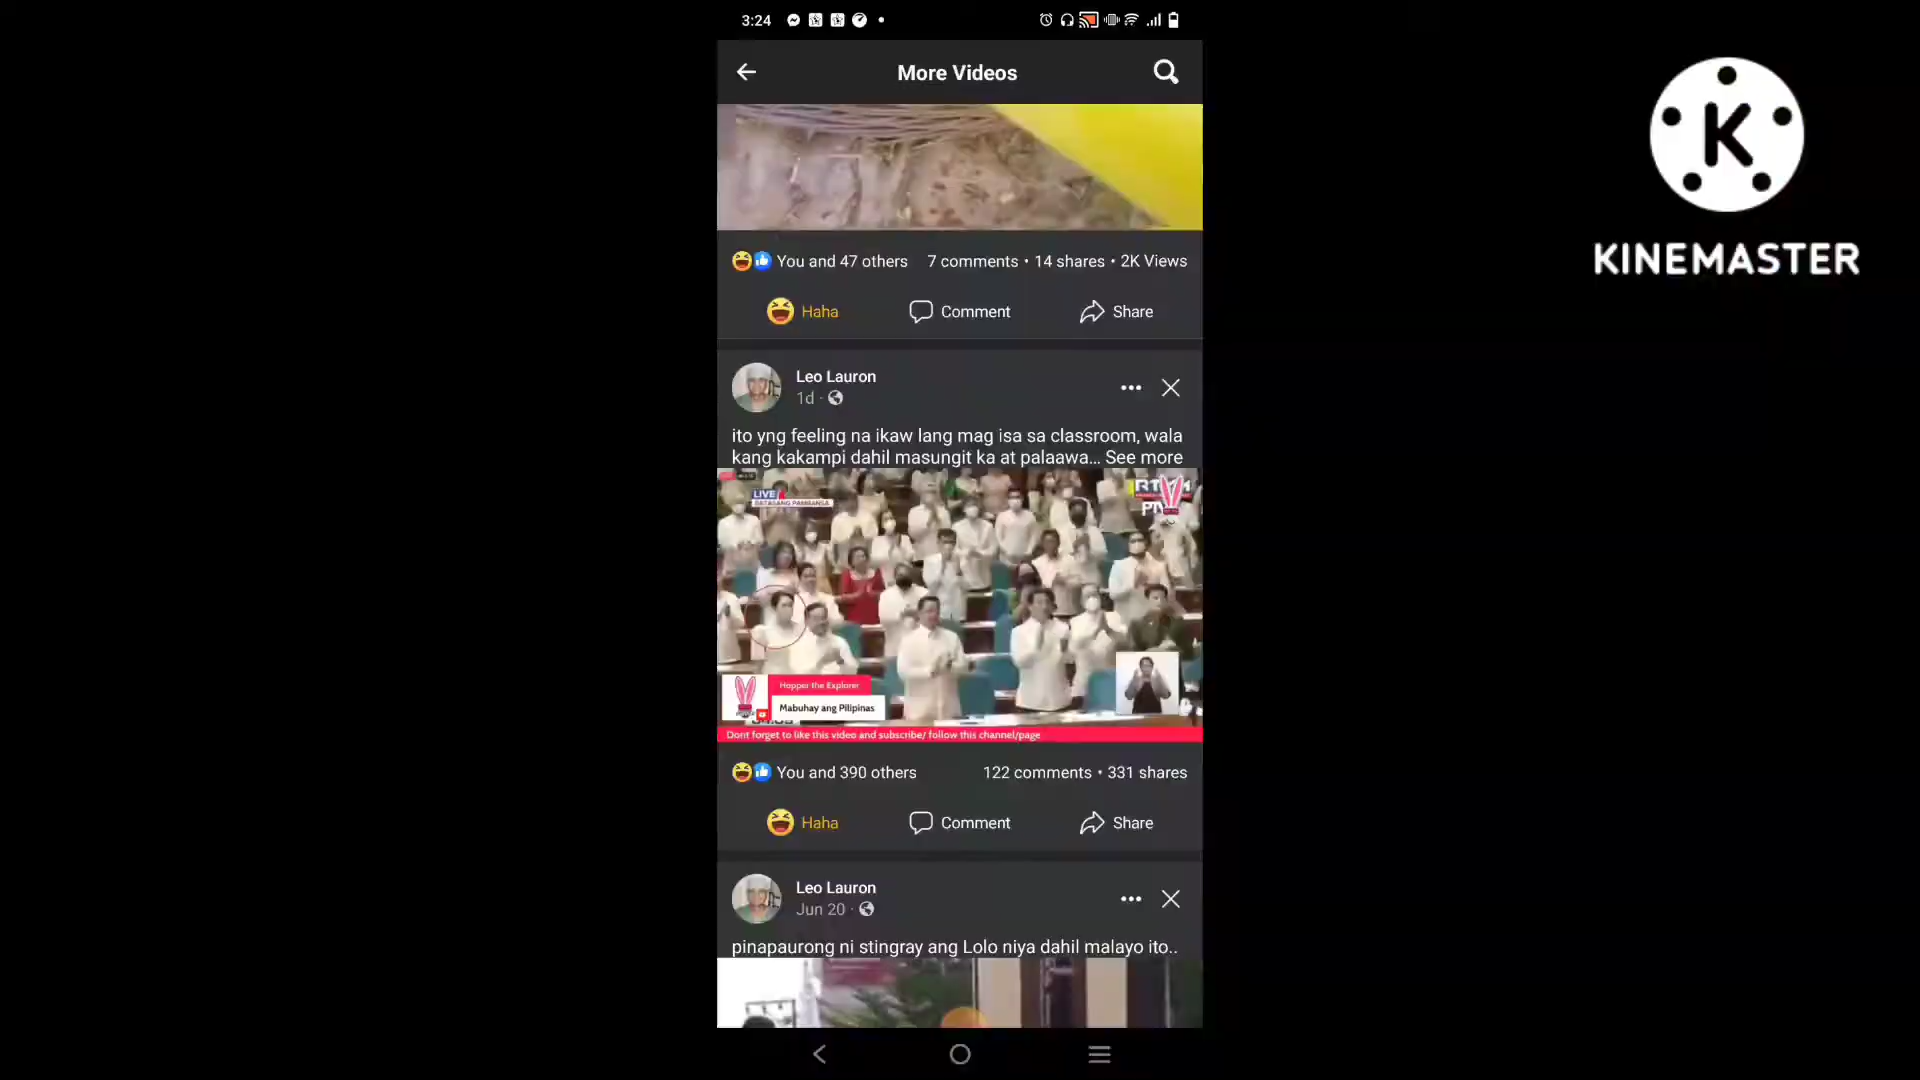 3:24
More Videos
You and 47 others 7 comments • 14 shares • 2K Views
Haha Comment Share
Leo Lauron
1d ·
ito yng feeling na ikaw lang mag isa sa classroom, wala
kang kakampi dahil masungit ka at palaawa... See more
LIVE
BATASANG PAMBANSA
Hopper the Explorer
Mabuhay ang Pilipinas
Dont forget to like this video and subscribe/ follow this channel/page
You and 390 others 122 comments • 331 shares
Haha Comment Share
Leo Lauron
Jun 20 ·
pinapaurong ni stingray ang Lolo niya dahil malayo ito..
K
KINEMASTER